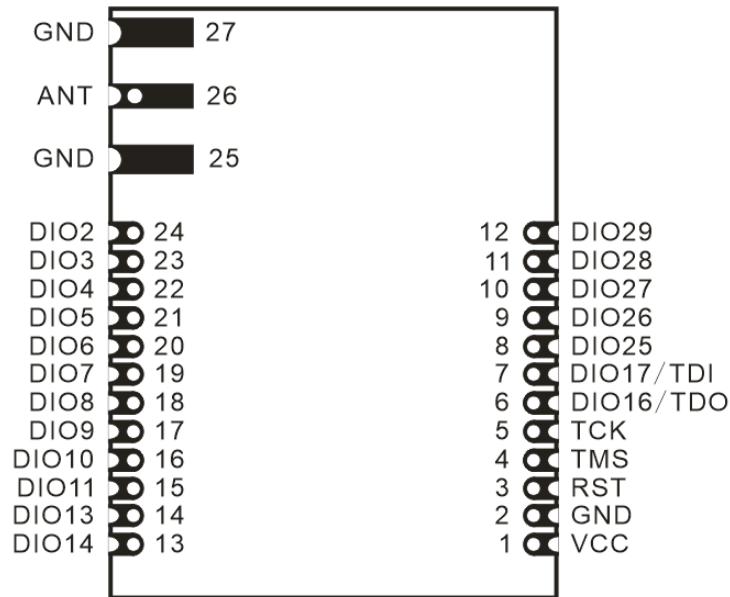 GND 27
ANT 26
GND 25
DIO2 24 12 DIO29
DIO3 23 11 DIO28
DIO4 22 10 DIO27
DIO5 21 9 DIO26
DIO6 20 8 DIO25
DIO7 19 7 DIO17/TDI
DIO8 18 6 DIO16/TDO
DIO9 17 5 TCK
DIO10 16 4 TMS
DIO11 15 3 RST
DIO13 14 2 GND
DIO14 13 1 VCC